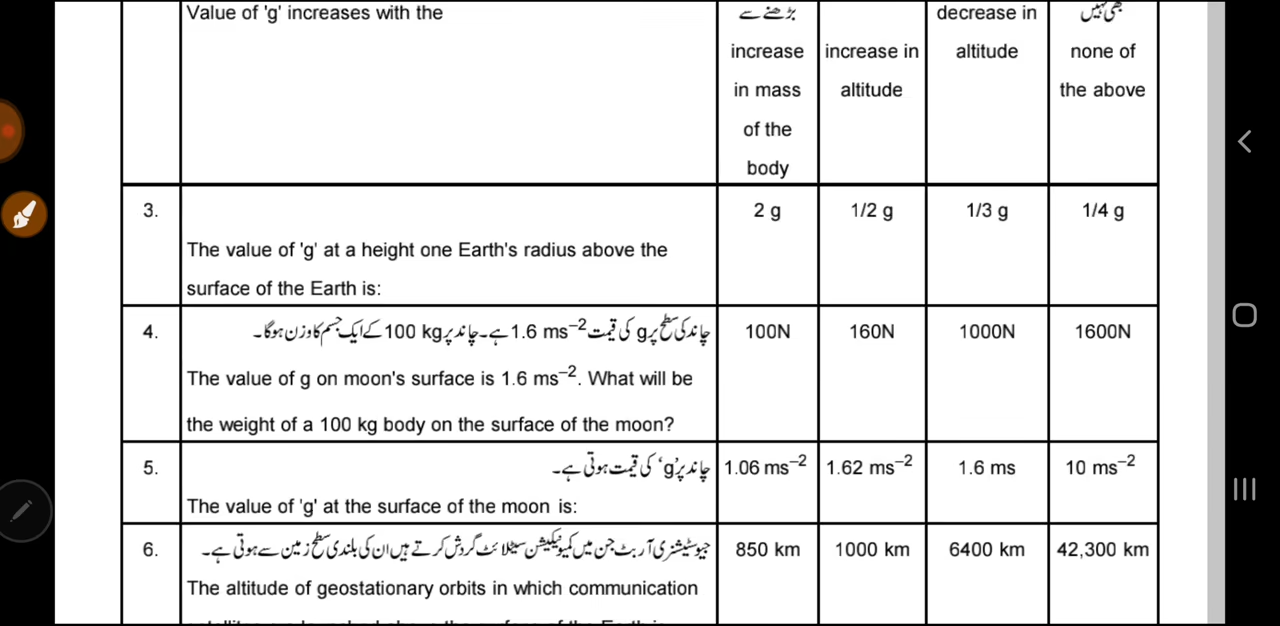 Value of 'g' increases with the
بڑھنے سے
increase
in mass
of the
body
increase in
altitude
decrease in
altitude
بھی نہیں
none of
the above
3.
The value of 'g' at a height one Earth's radius above the
surface of the Earth is:
2 g
1/2 g
1/3 g
1/4 g
4.
چاند کی سطح پر g کی قیمت 1.6 ms⁻² ہے۔ چاند پر 100 kg کے ایک جسم کا وزن ہوگا۔
The value of g on moon's surface is 1.6 ms⁻². What will be
the weight of a 100 kg body on the surface of the moon?
100N
160N
1000N
1600N
5.
چاند پر 'g' کی قیمت ہوتی ہے۔
The value of 'g' at the surface of the moon is:
1.06 ms⁻²
1.62 ms⁻²
1.6 ms
10 ms⁻²
6.
جیوسٹیشنری آربٹ جن میں کمیونیکیشن سیٹلائٹ گردش کرتے ہیں ان کی بلندی سطح زمین سے ہوتی ہے۔
The altitude of geostationary orbits in which communication
850 km
1000 km
6400 km
42,300 km